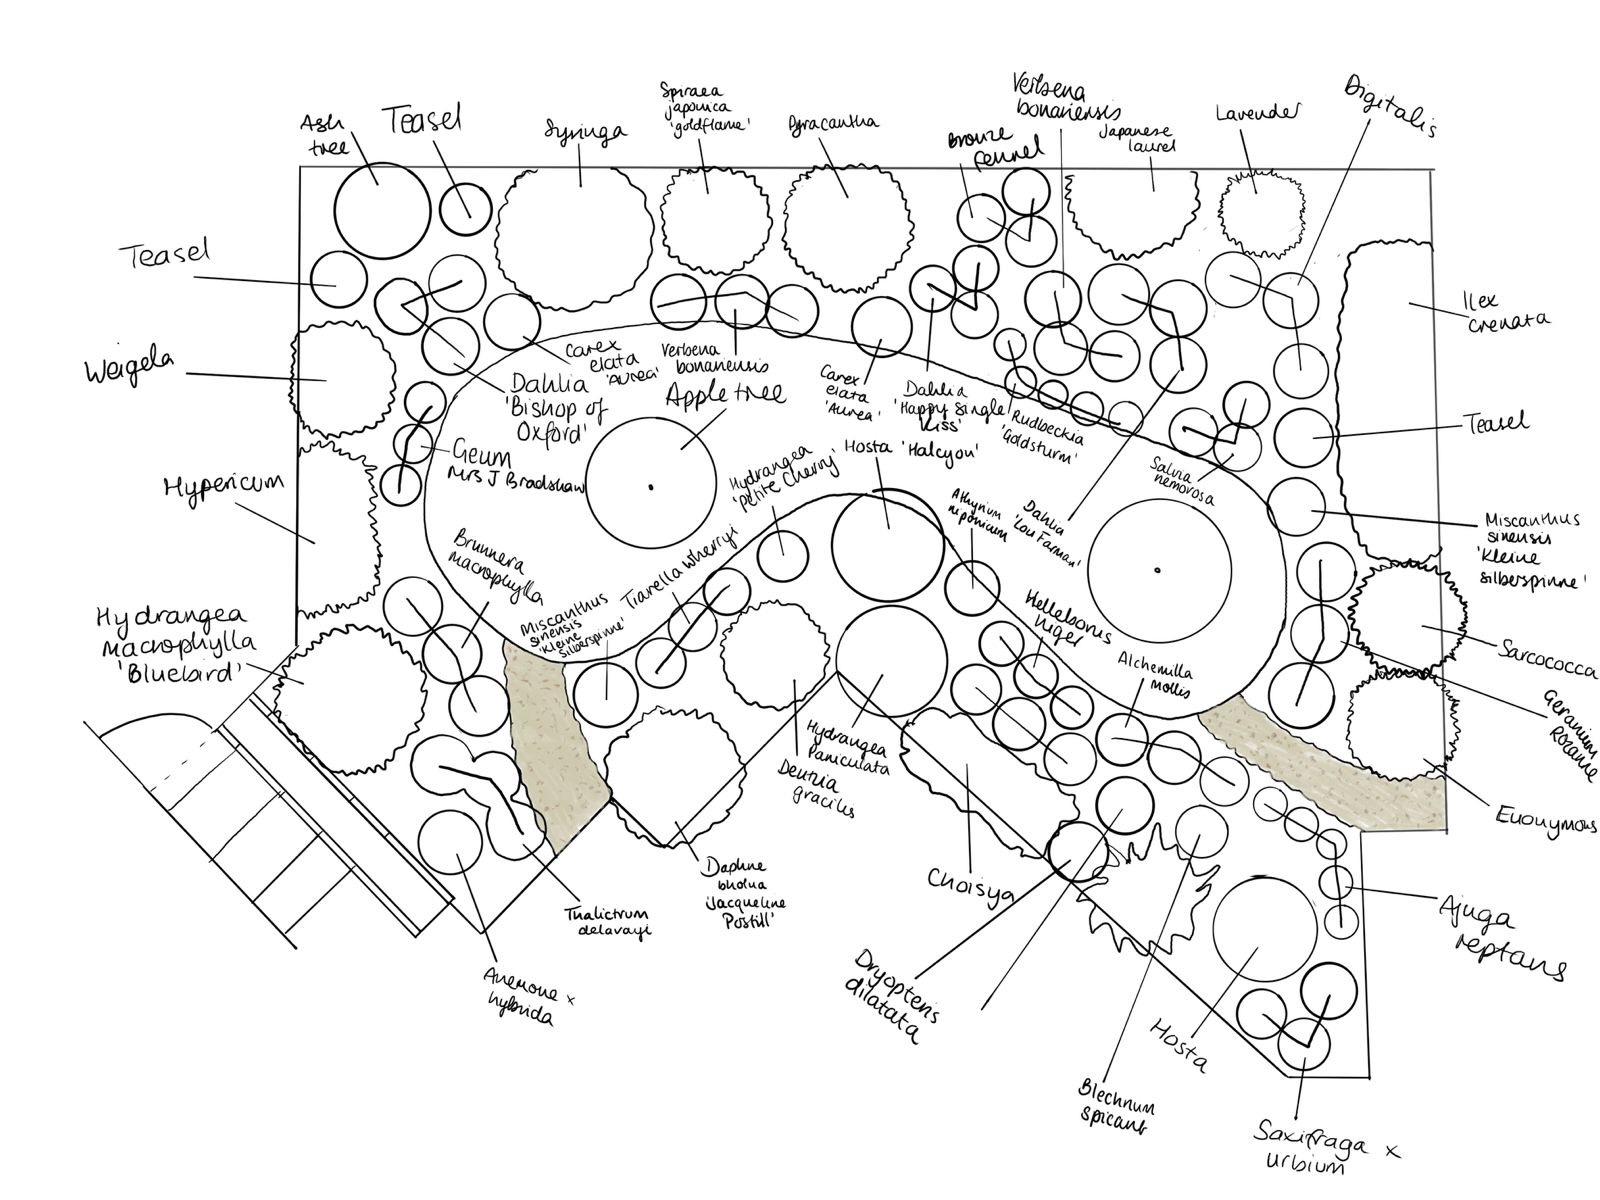 Ash
tree
Teasel
Syringa
Spiraea
japonica
'goldflame'
Pyracantha
Bronze
fennel
Verbena
bonariensis
Japanese
laurel
Lavender
Digitalis
Teasel
Weigela
Hypericum
Hydrangea
macrophylla
'Bluebird'
Carex
elata
'Aurea'
Dahlia
'Bishop of
Oxford'
Verbena
bonariensis
Apple tree
Geum
Mrs J Bradshaw
Carex
elata
'Aurea'
Dahlia
'Happy Single
Kiss'
Rudbeckia
'Goldsturm'
Hosta 'Halcyon'
Hydrangea
'Petite Cherry'
Athyrium
niponicum
Dahlia
'Lou Farman'
Salvia
nemorosa
Ilex
crenata
Teasel
Miscanthus
sinensis
'Kleine
silberspinne'
Sarcococca
Geranium
Rozanne
Euonymous
Brunnera
macrophylla
Miscanthus
sinensis
'Kleine
silberspinne'
Tiarella Wherryi
Helleborus
niger
Alchemilla
mollis
Hydrangea
Paniculata
Deutzia
gracilis
Daphne
bholua
'Jacqueline
Postill'
Thalictrum
delavayi
Anemone x
hybrida
Choisya
Dryopteris
dilatata
Blechnum
spicant
Hosta
Ajuga
reptans
Saxifraga x
urbium